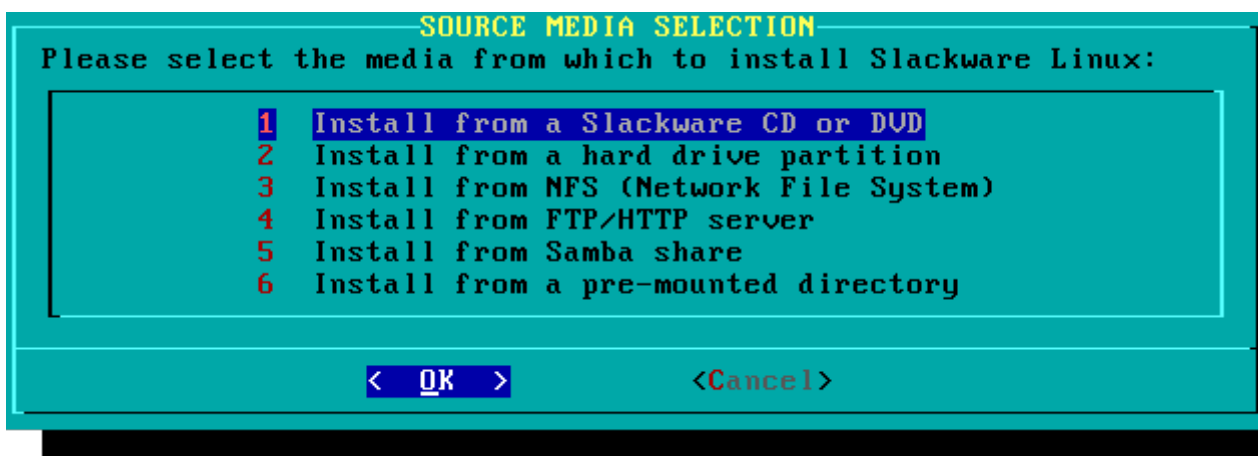 SOURCE MEDIA SELECTION
Please select the media from which to install Slackware Linux:
1 Install from a Slackware CD or DVD
2 Install from a hard drive partition
3 Install from NFS (Network File System)
4 Install from FTP/HTTP server
5 Install from Samba share
6 Install from a pre-mounted directory
< OK > <Cancel>